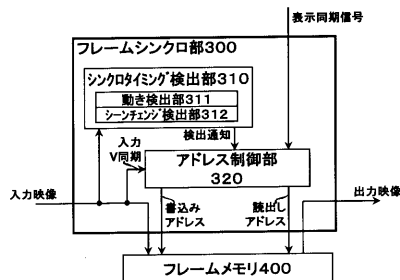 表示同期信号
フレームシンクロ部300
シンクロタイミング検出部310
動き検出部311
シーンチェンジ検出部312
検出通知
入力
V同期
アドレス制御部
320
入力映像
出力映像
書込み
アドレス
読出し
アドレス
フレームメモリ400